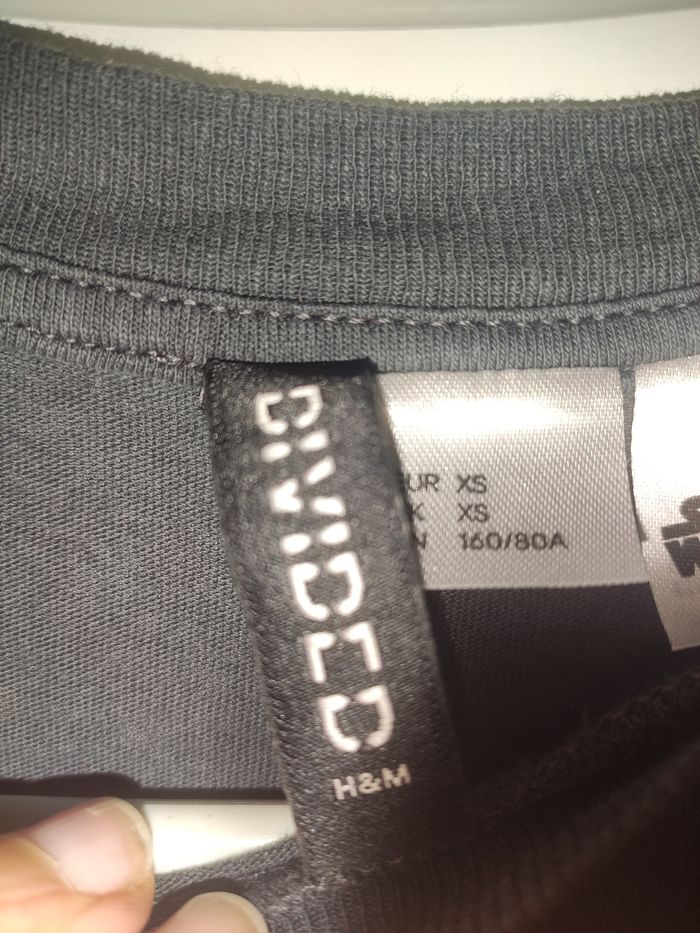 DIVIDED
H&M
UR XS
K XS
N 160/80A